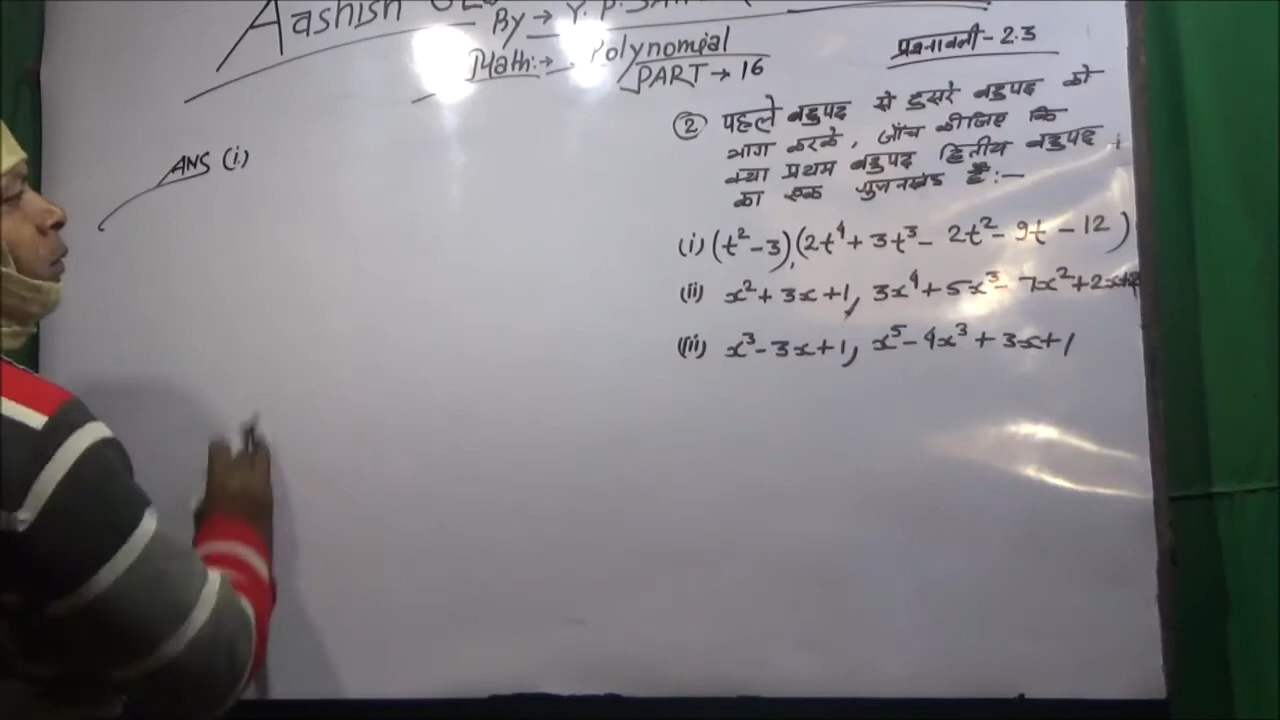 Aashish
By → Y. P.
Math:→ Polynomial
PART → 16
प्रश्नावली - 2.3
② पहले बहुपद से दुसरे बहुपद को
भाग करके, जाँच कीजिए कि
क्या प्रथम बहुपद द्वितीय बहुपद
का एक गुणनखंड है :-
(i) (t² - 3), (2t⁴ + 3t³ - 2t² - 9t - 12)
(ii) x² + 3x + 1, 3x⁴ + 5x³ - 7x² + 2x + 2
(iii) x³ - 3x + 1, x⁵ - 4x³ + 3x + 1
ANS (i)